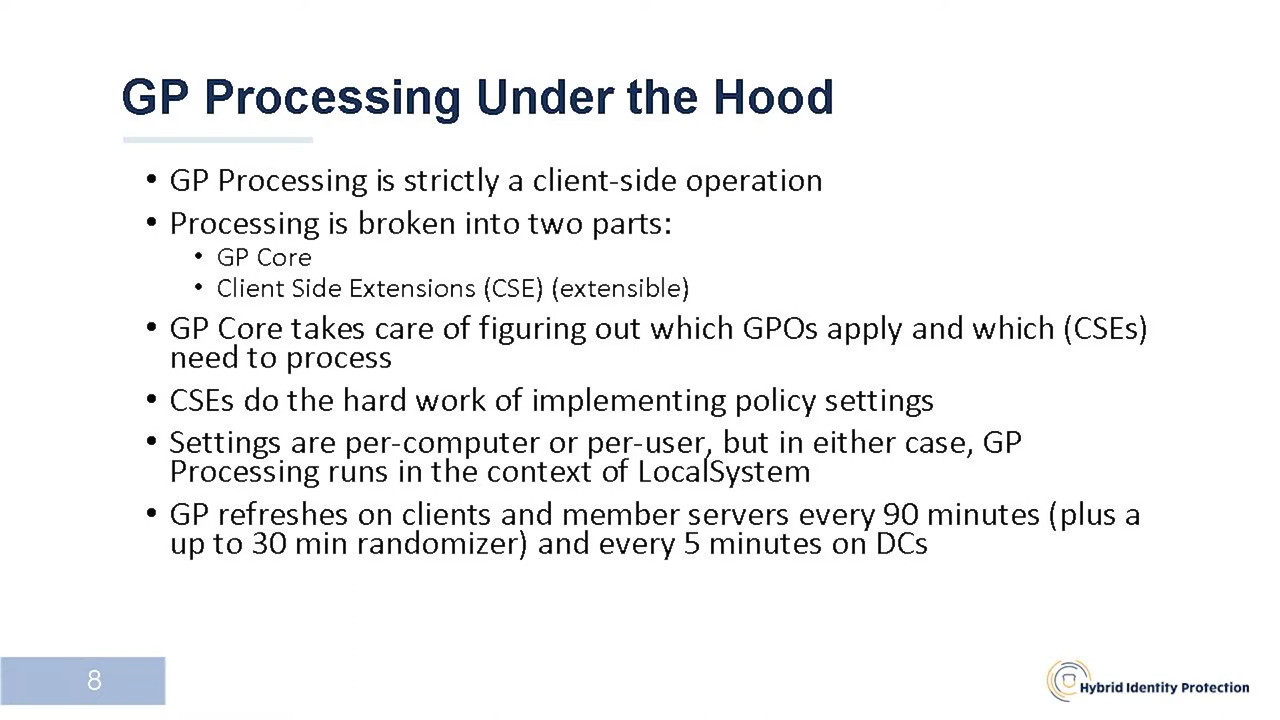 GP Processing Under the Hood
• GP Processing is strictly a client-side operation
• Processing is broken into two parts:
• GP Core
• Client Side Extensions (CSE) (extensible)
• GP Core takes care of figuring out which GPOs apply and which (CSEs)
need to process
• CSEs do the hard work of implementing policy settings
• Settings are per-computer or per-user, but in either case, GP
Processing runs in the context of LocalSystem
• GP refreshes on clients and member servers every 90 minutes (plus a
up to 30 min randomizer) and every 5 minutes on DCs
8
Hybrid Identity Protection